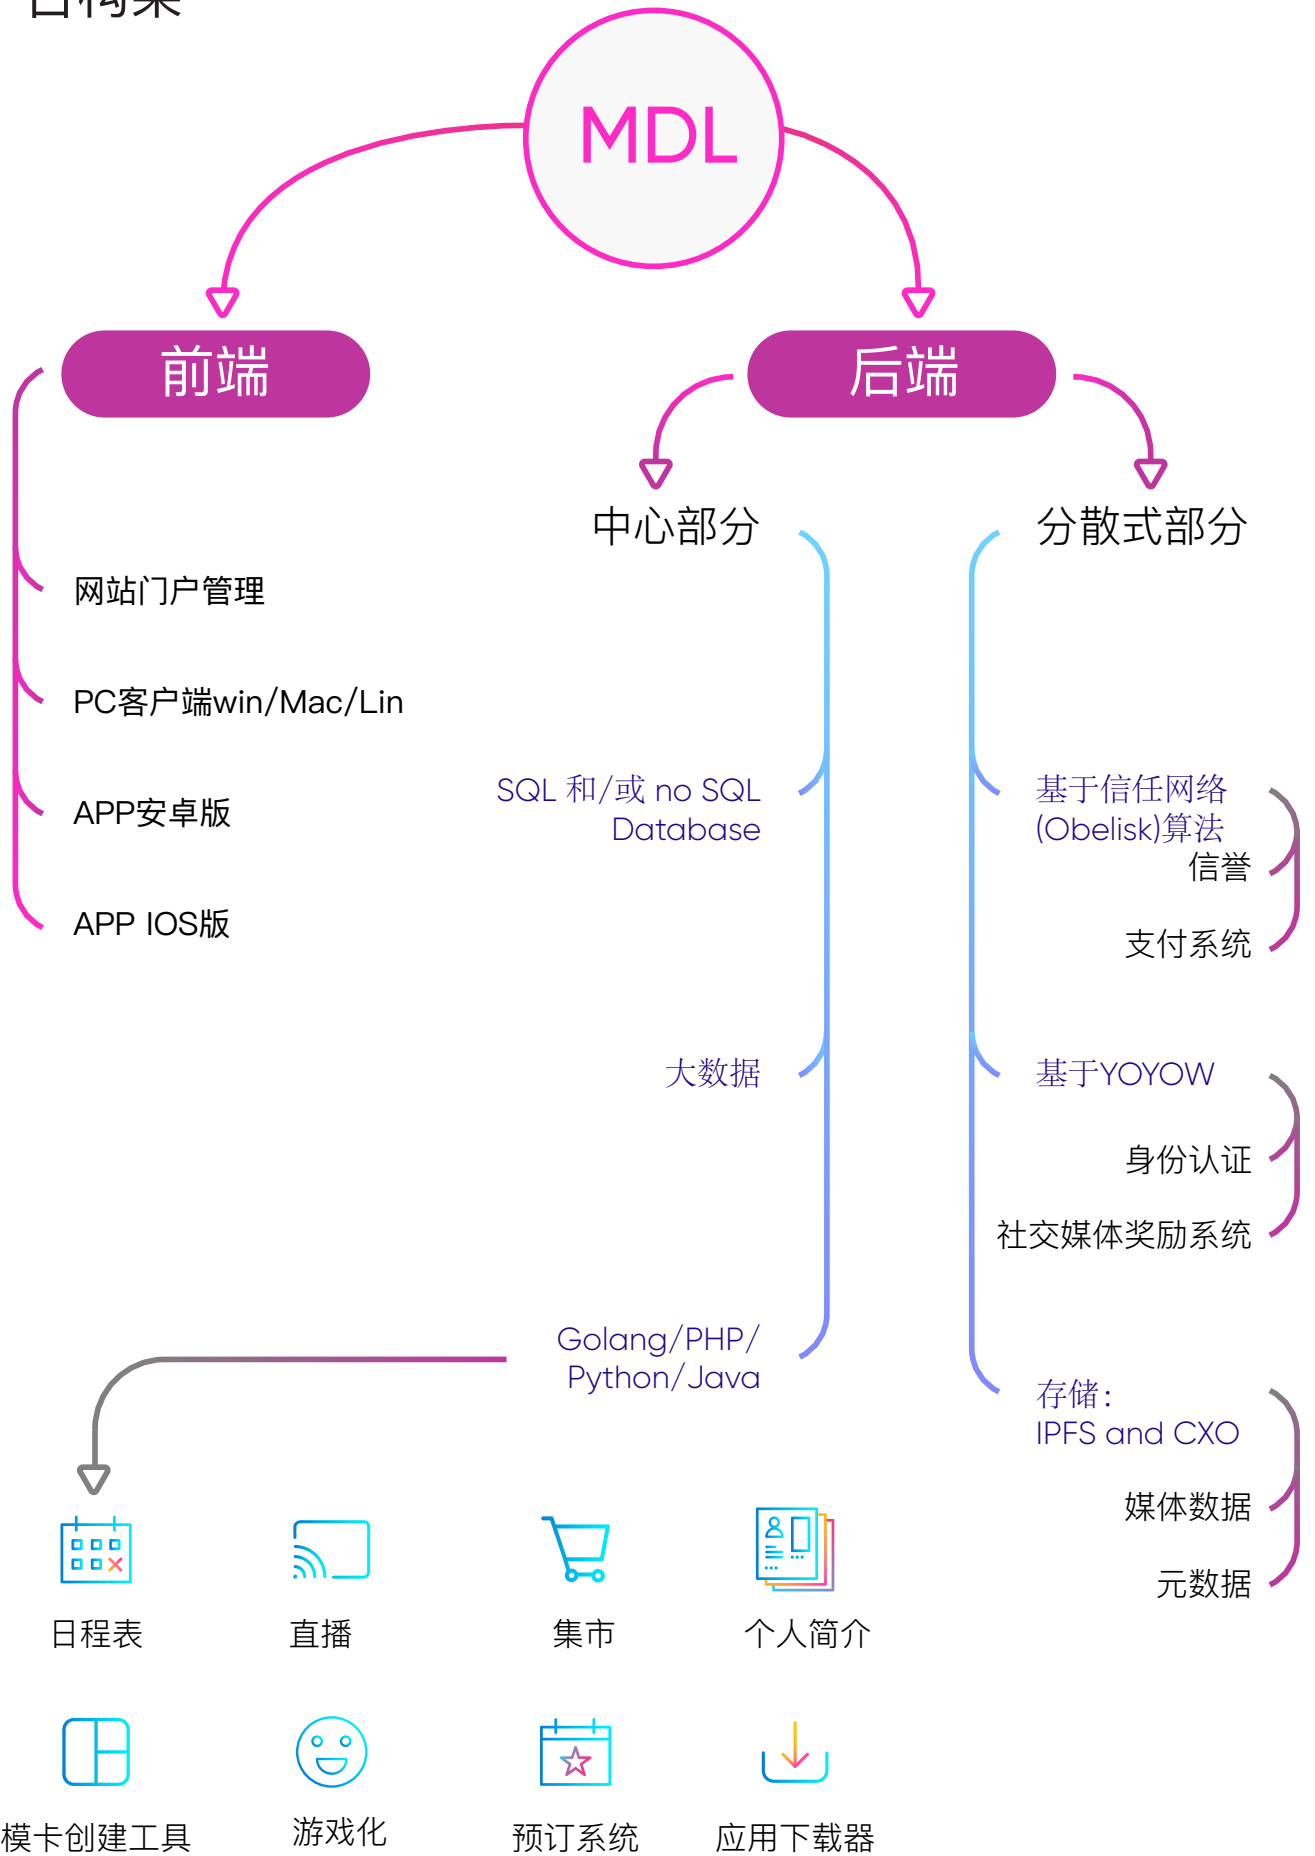 台构架
MDL
前端
后端
中心部分
分散式部分
网站门户管理
PC客户端win/Mac/Lin
APP安卓版
APP IOS版
SQL 和/或 no SQL
Database
大数据
Golang/PHP/
Python/Java
基于信任网络
(Obelisk)算法
信誉
支付系统
基于YOYOW
身份认证
社交媒体奖励系统
存储:
IPFS and CXO
媒体数据
元数据
日程表
直播
集市
个人简介
模卡创建工具
游戏化
预订系统
应用下载器